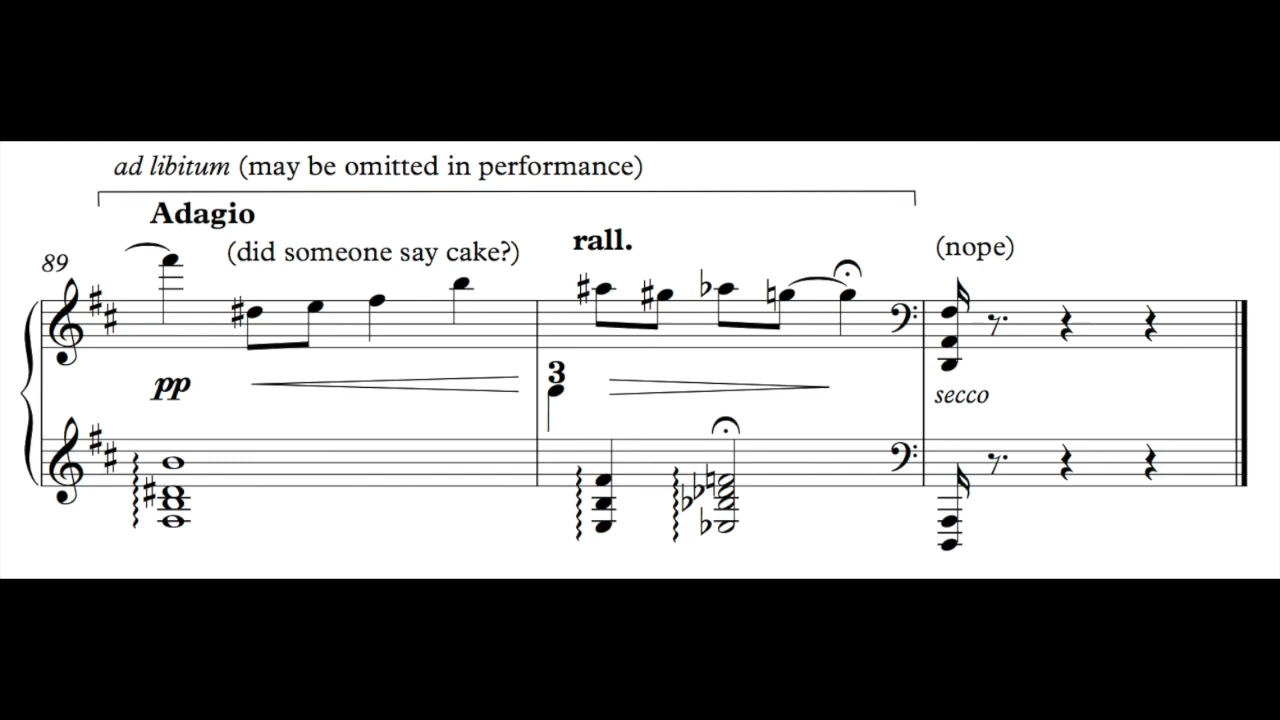 ad libitum (may be omitted in performance)
Adagio
(did someone say cake?)
rall.
(nope)
89
pp
3
secco